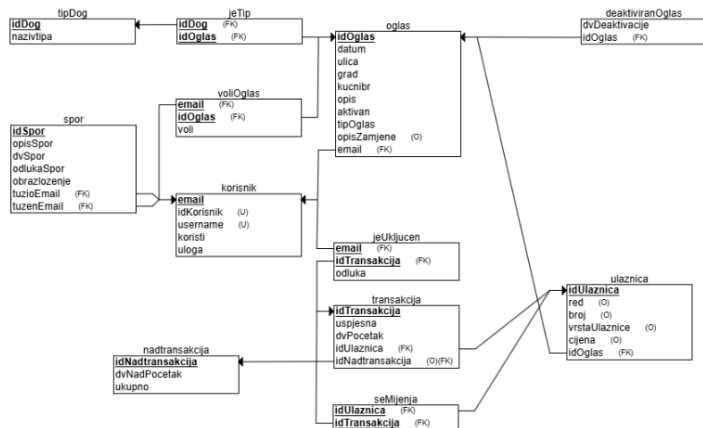 tipDog
idDog
nazivtipa
jeTip
idDog (FK)
idOglas (FK)
oglas
idOglas
datum
ulica
grad
kucnibr
opis
aktivan
tipOglas
opisZamjene (O)
email (FK)
deaktiviranOglas
dvDeaktivacije
idOglas (FK)
voliOglas
email (FK)
idOglas (FK)
voli
spor
idSpor
opisSpor
dvSpor
odlukaSpor
obrazlozenje
tuzioEmail (FK)
tuzenEmail (FK)
korisnik
email
idKorisnik (U)
username (U)
koristi
uloga
jeUkljucen
email (FK)
idTransakcija (FK)
odluka
ulaznica
idUlaznica
red (O)
broj (O)
vrstaUlaznice (O)
cijena (O)
idOglas (FK)
transakcija
idTransakcija
uspjesna
dvPocetak
idUlaznica (FK)
idNadtransakcija (O)(FK)
nadtransakcija
idNadtransakcija
dvNadPocetak
ukupno
seMijenja
idUlaznica (FK)
idTransakcija (FK)